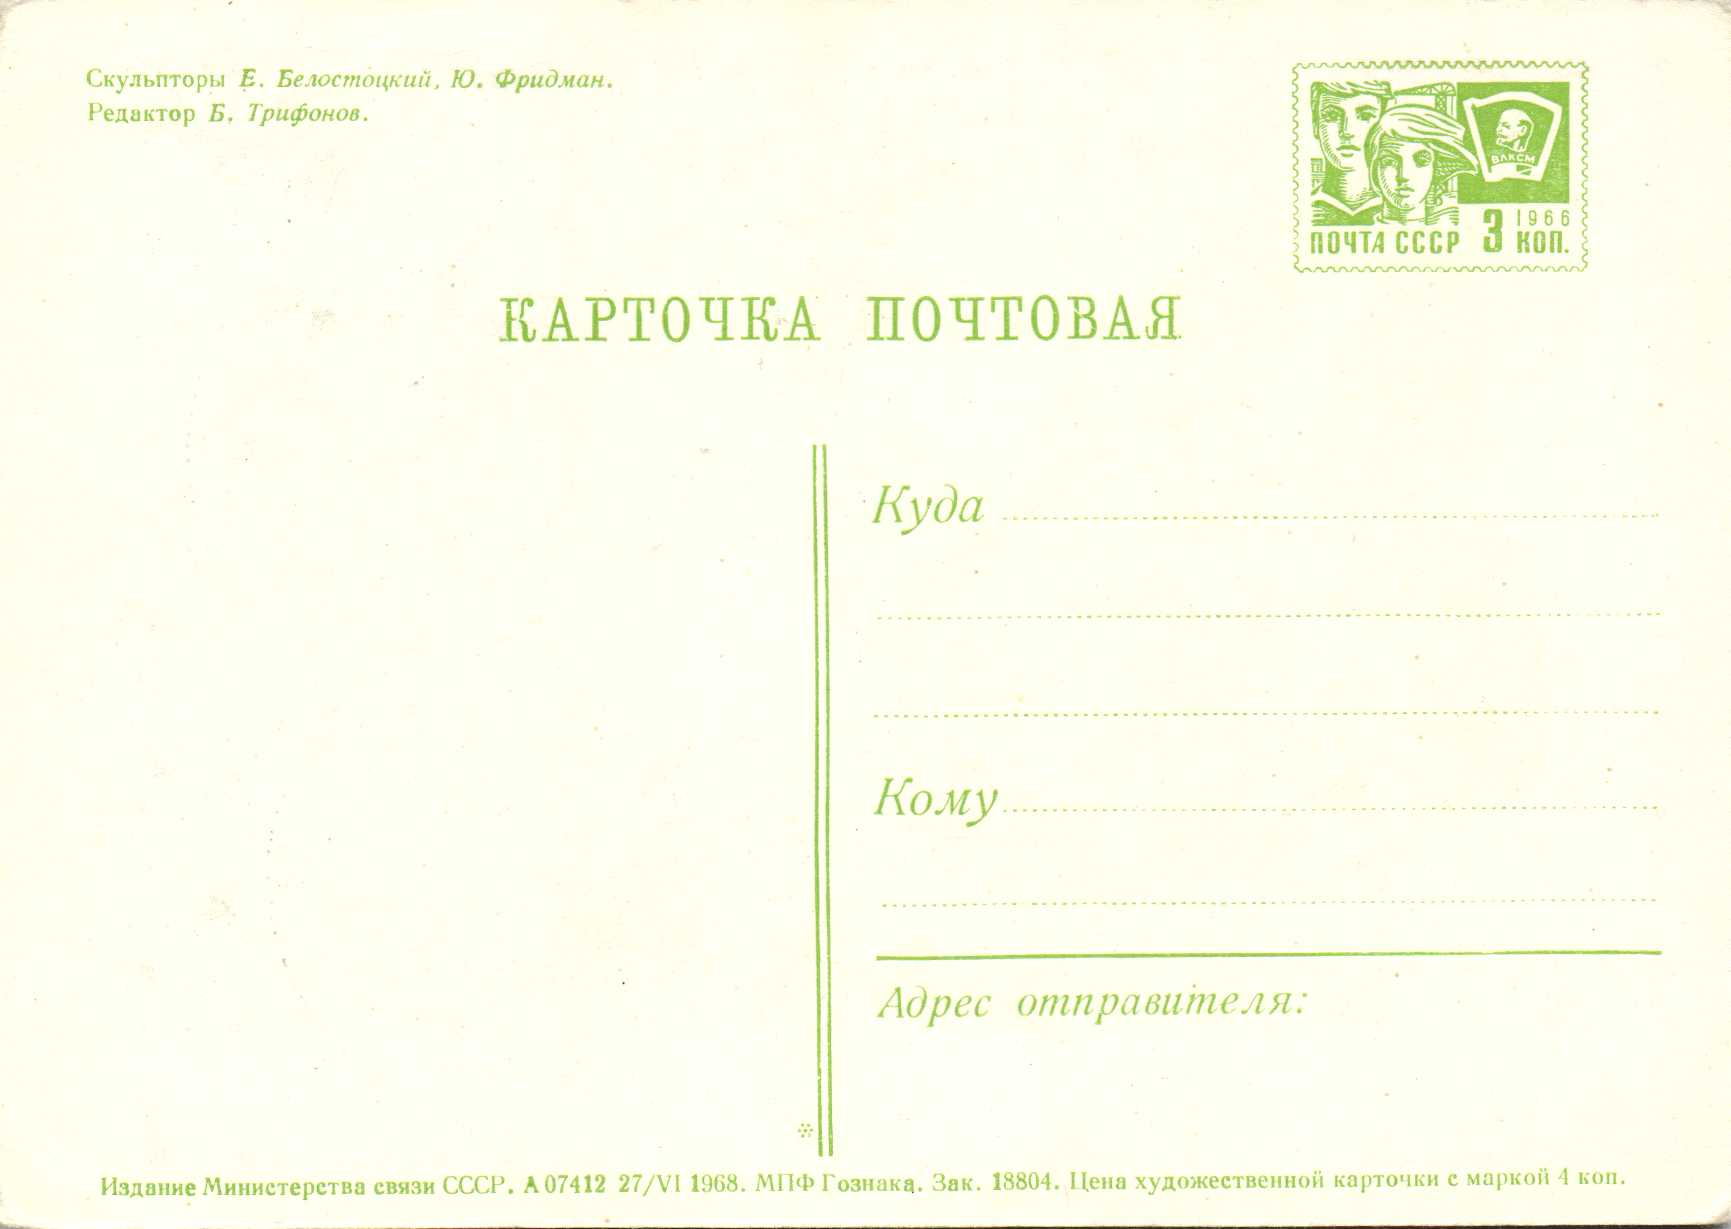 Скульпторы Е. Белостоцкий, Ю. Фридман.
Редактор Б. Трифонов.
ВЛКСМ
1966
ПОЧТА СССР 3 КОП.
КАРТОЧКА ПОЧТОВАЯ
Куда
Кому
Адрес отправителя:
Издание Министерства связи СССР. А 07412 27/VI 1968. МПФ Гознака. Зак. 18804. Цена художественной карточки с маркой 4 коп.